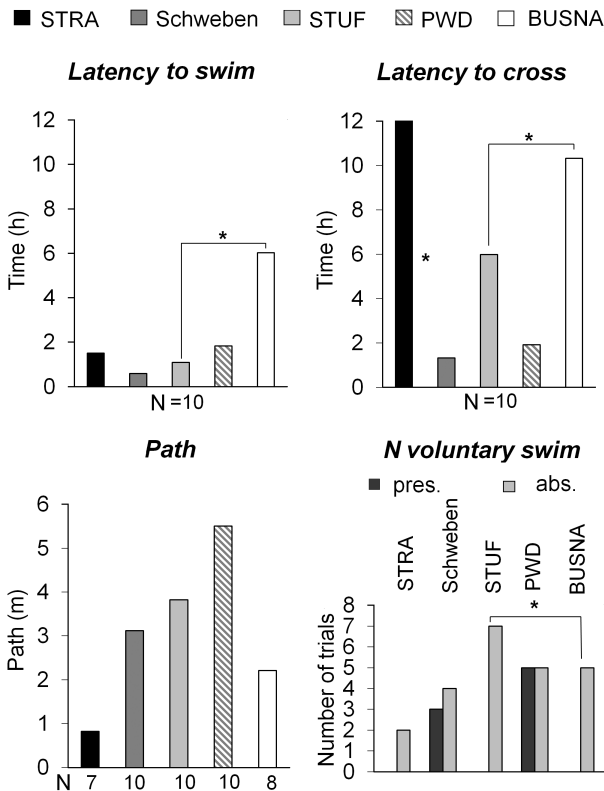 STRA Schweben STUF PWD BUSNA
Latency to swim
Time (h)
12
10
8
6
4
2
0
*
N =10
Latency to cross
Time (h)
12
10
8
6
4
2
0
*
*
N =10
Path
Path (m)
6
5
4
3
2
1
0
N 7 10 10 10 8
N voluntary swim
pres. abs.
STRA
Schweben
STUF
PWD
BUSNA
Number of trials
8
7
6
5
4
3
2
1
0
*